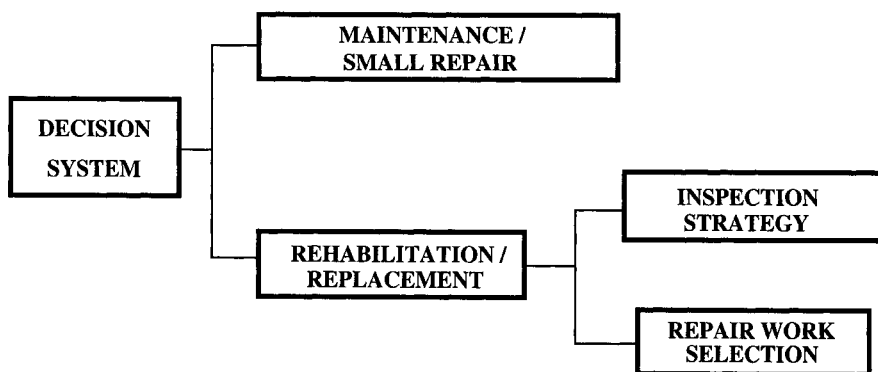 MAINTENANCE /
SMALL REPAIR
DECISION
SYSTEM
REHABILITATION /
REPLACEMENT
INSPECTION
STRATEGY
REPAIR WORK
SELECTION